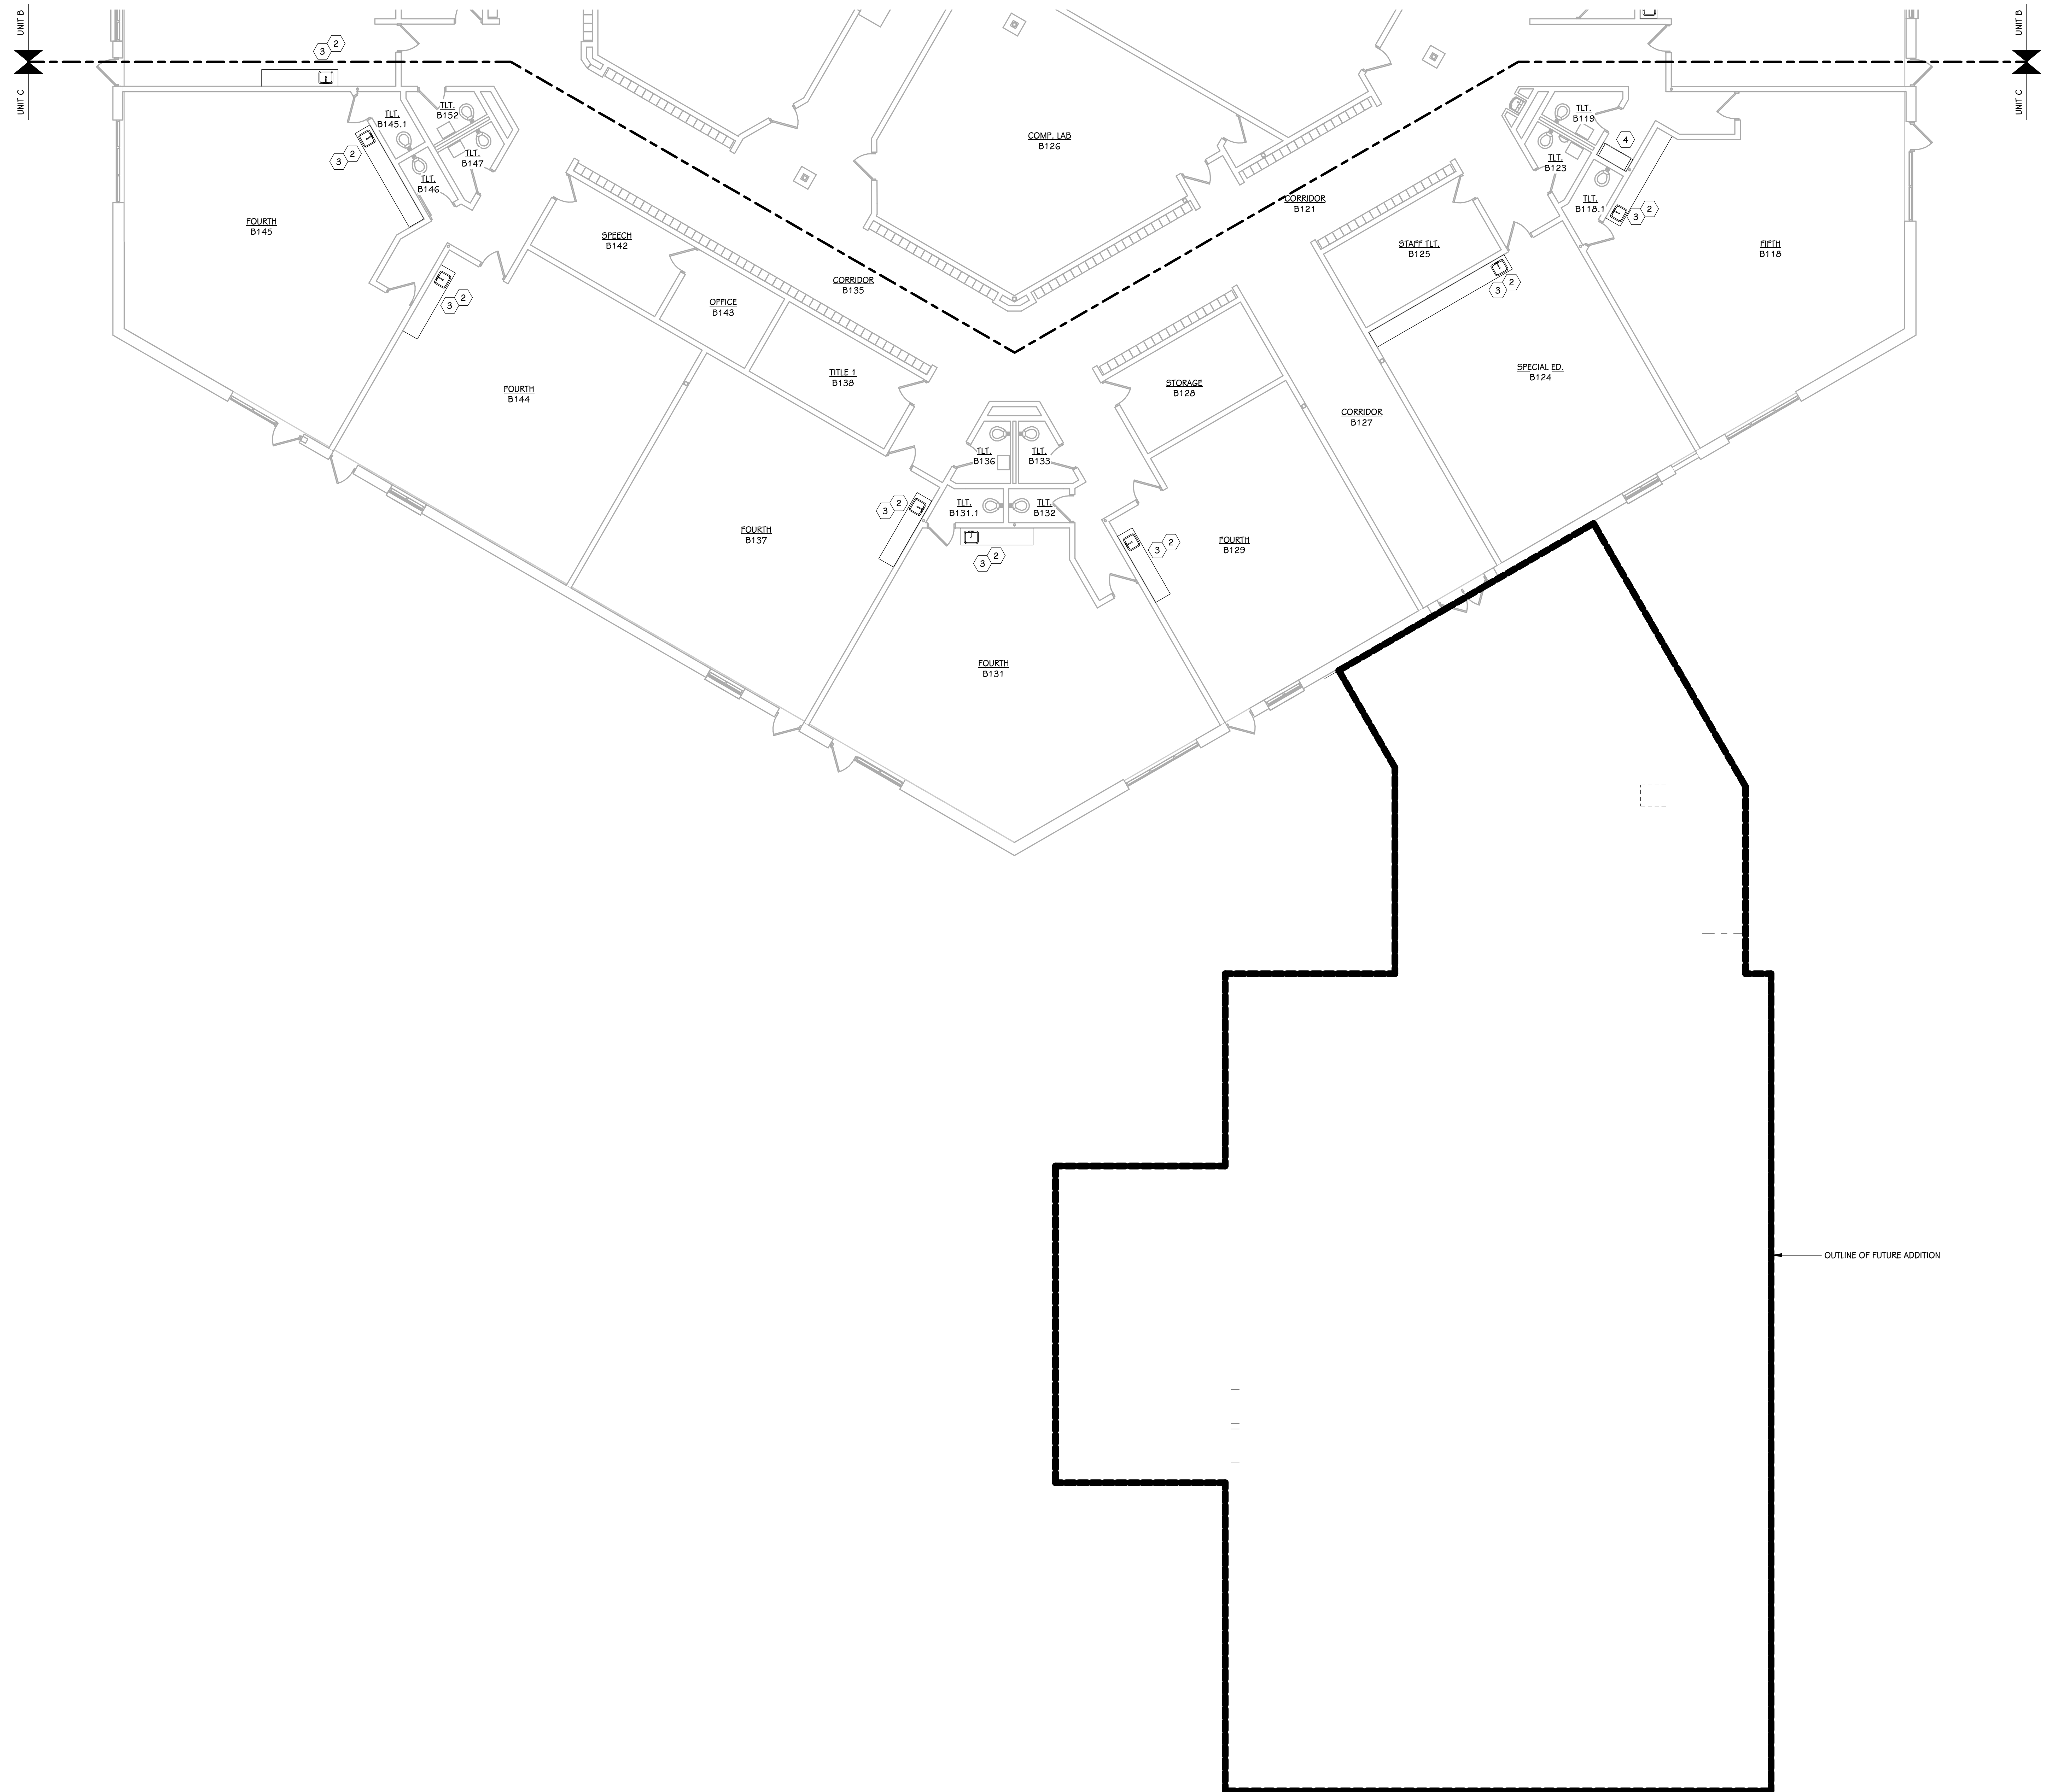 UNIT B
UNIT C
UNIT B
UNIT C
3
2
TLT.
B152
TLT.
B145.1
3
2
TLT.
B147
TLT.
B146
FOURTH
B145
COMP. LAB
B126
TLT.
B119
4
TLT.
B123
TLT.
B118.1
3
2
CORRIDOR
B121
SPEECH
B142
STAFF TLT.
B125
FIFTH
B118
3
2
CORRIDOR
B135
3
2
OFFICE
B143
TITLE 1
B138
STORAGE
B128
SPECIAL ED.
B124
FOURTH
B144
CORRIDOR
B127
TLT.
B136
TLT.
B133
TLT.
B131.1
TLT.
B132
3
2
FOURTH
B137
3
2
3
2
FOURTH
B129
FOURTH
B131
OUTLINE OF FUTURE ADDITION